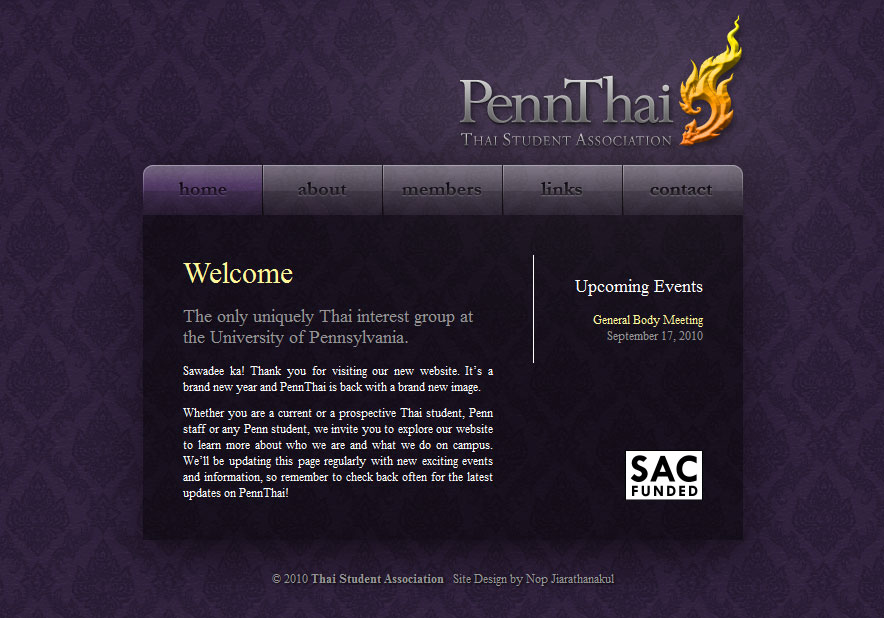 PennThai
THAI STUDENT ASSOCIATION
home about members links contact
Welcome
The only uniquely Thai interest group at
the University of Pennsylvania.
Sawadee ka! Thank you for visiting our new website. It’s a
brand new year and PennThai is back with a brand new image.
Whether you are a current or a prospective Thai student, Penn
staff or any Penn student, we invite you to explore our website
to learn more about who we are and what we do on campus.
We’ll be updating this page regularly with new exciting events
and information, so remember to check back often for the latest
updates on PennThai!
Upcoming Events
General Body Meeting
September 17, 2010
SAC
FUNDED
© 2010 Thai Student Association Site Design by Nop Jiarathanakul